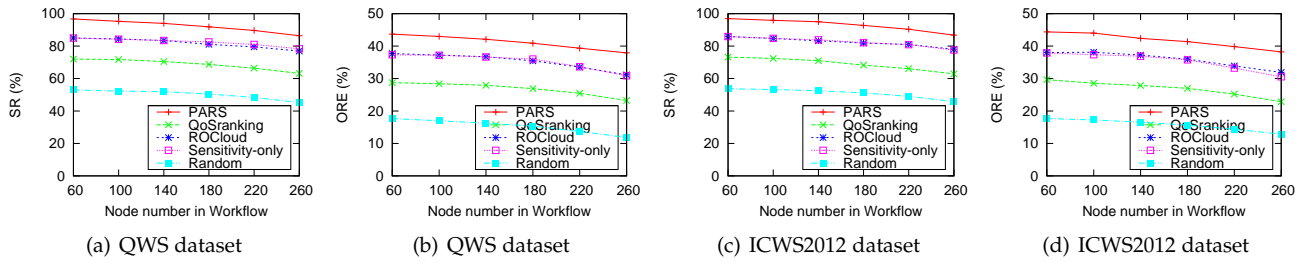 100
80
60
40
20
0
SR (%)
60 100 140 180 220 260
Node number in Workflow
PARS
QoSranking
ROCloud
Sensitivity-only
Random
(a) QWS dataset
50
40
30
20
10
0
ORE (%)
60 100 140 180 220 260
Node number in Workflow
PARS
QoSranking
ROCloud
Sensitivity-only
Random
(b) QWS dataset
100
80
60
40
20
0
SR (%)
60 100 140 180 220 260
Node number in Workflow
PARS
QoSranking
ROCloud
Sensitivity-only
Random
(c) ICWS2012 dataset
50
40
30
20
10
0
ORE (%)
60 100 140 180 220 260
Node number in Workflow
PARS
QoSranking
ROCloud
Sensitivity-only
Random
(d) ICWS2012 dataset